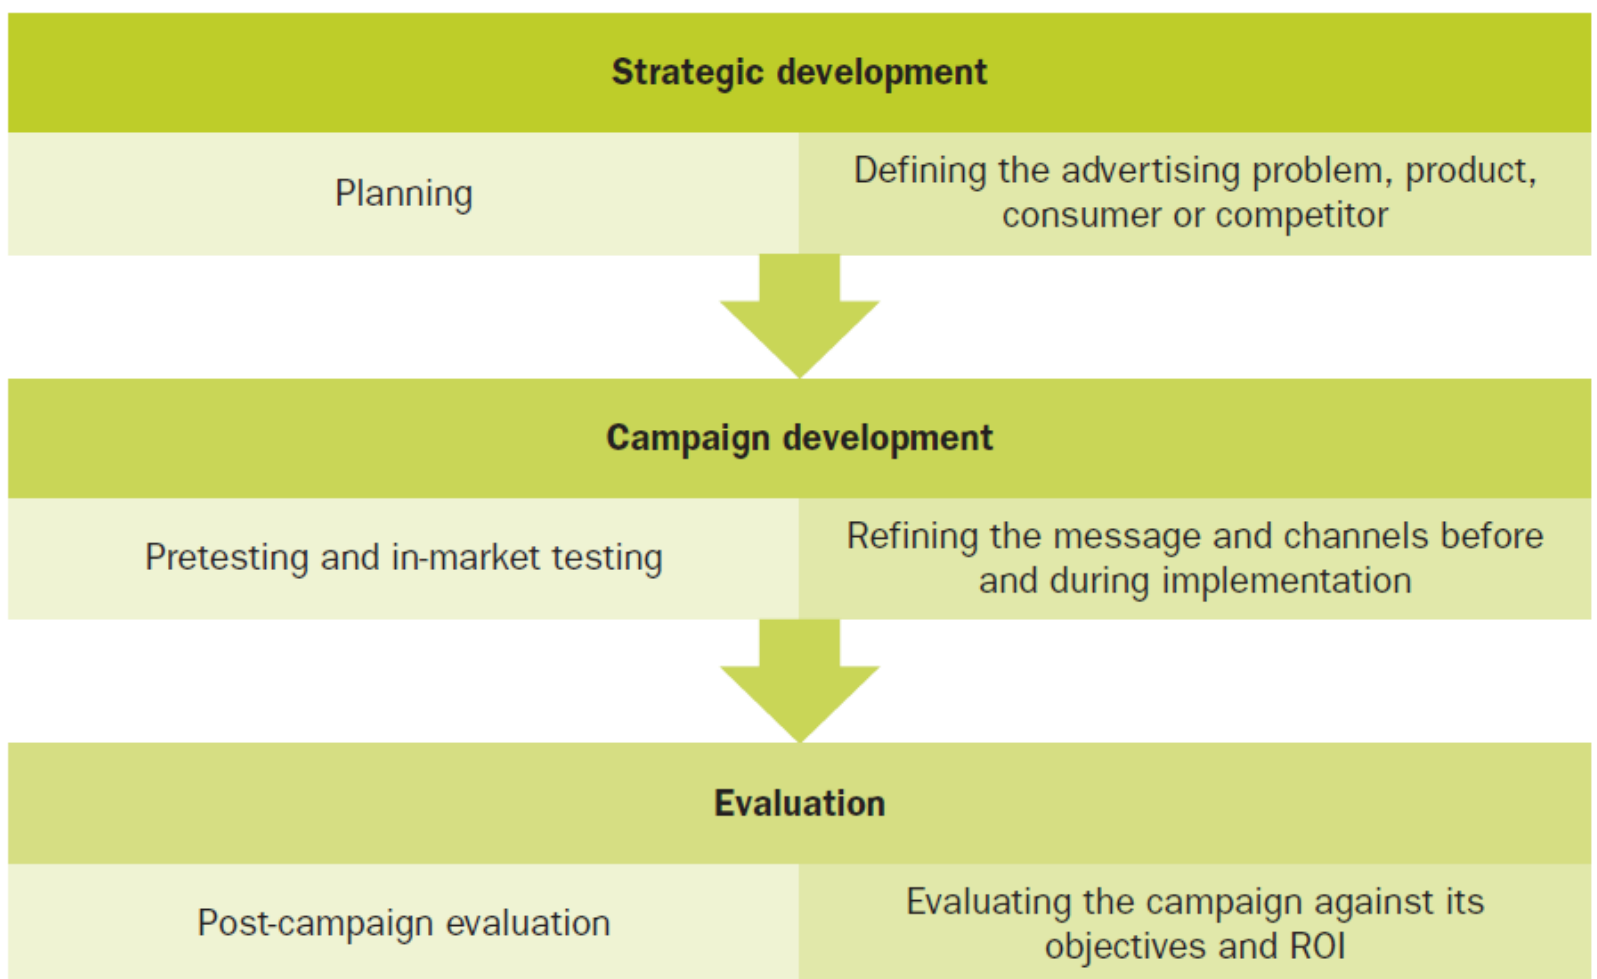 Strategic development
Planning
Defining the advertising problem, product,
consumer or competitor
Campaign development
Pretesting and in-market testing
Refining the message and channels before
and during implementation
Evaluation
Post-campaign evaluation
Evaluating the campaign against its
objectives and ROI